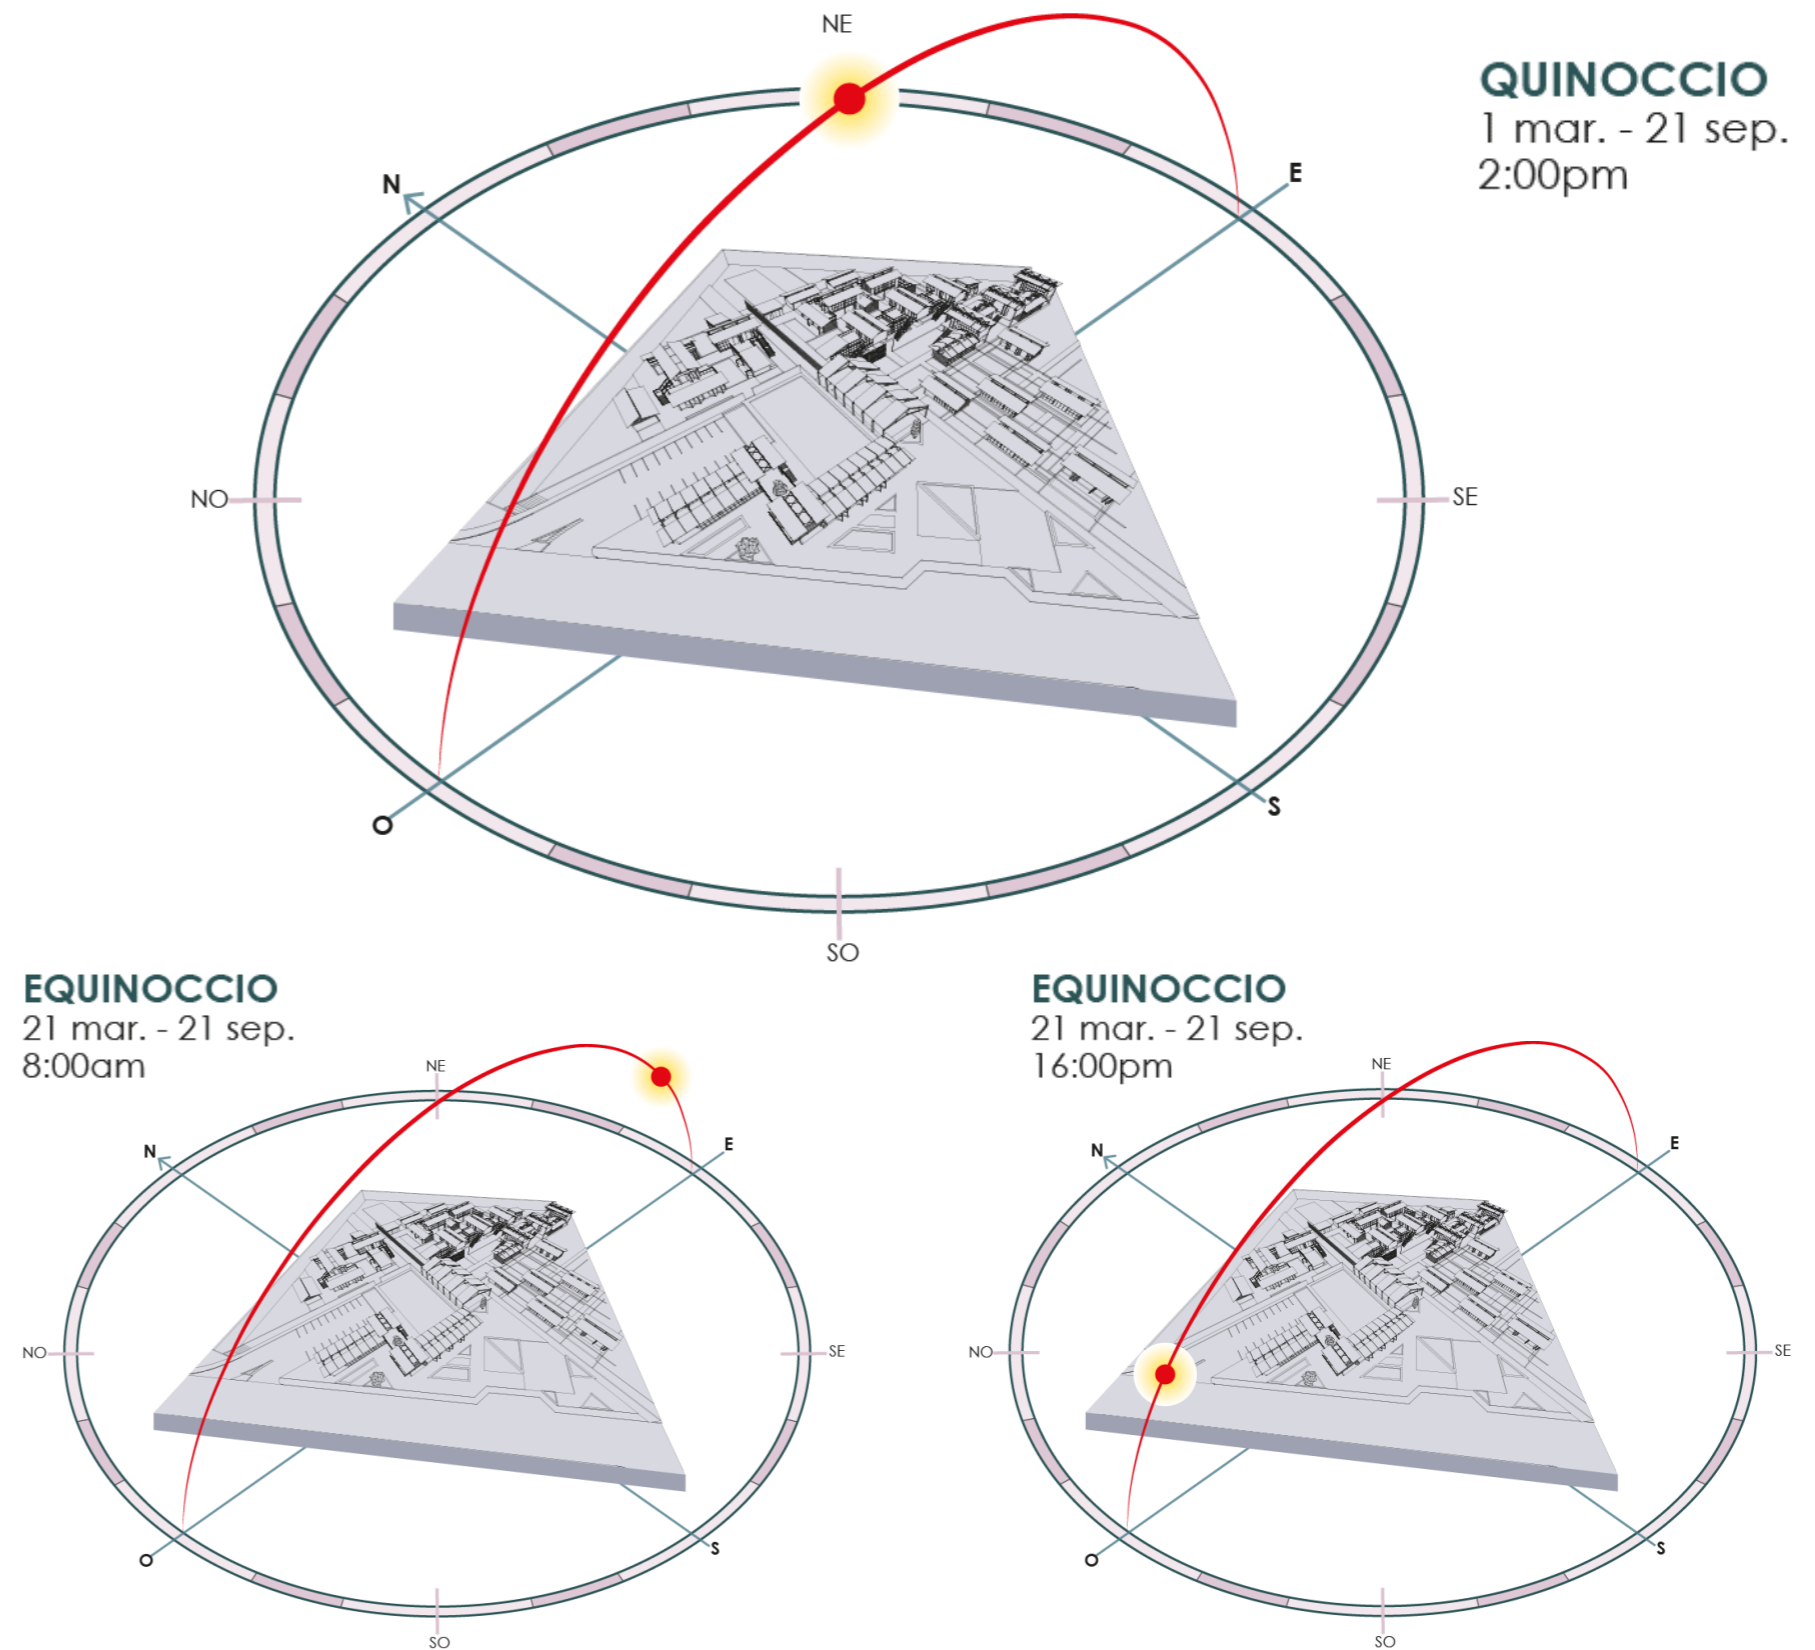 NE
QUINOCCIO
1 mar. - 21 sep.
2:00pm
N
E
NO
SE
O
S
SO
EQUINOCCIO
21 mar. - 21 sep.
8:00am
NE
N
E
NO
SE
O
S
SO
EQUINOCCIO
21 mar. - 21 sep.
16:00pm
NE
N
E
NO
SE
O
S
SO